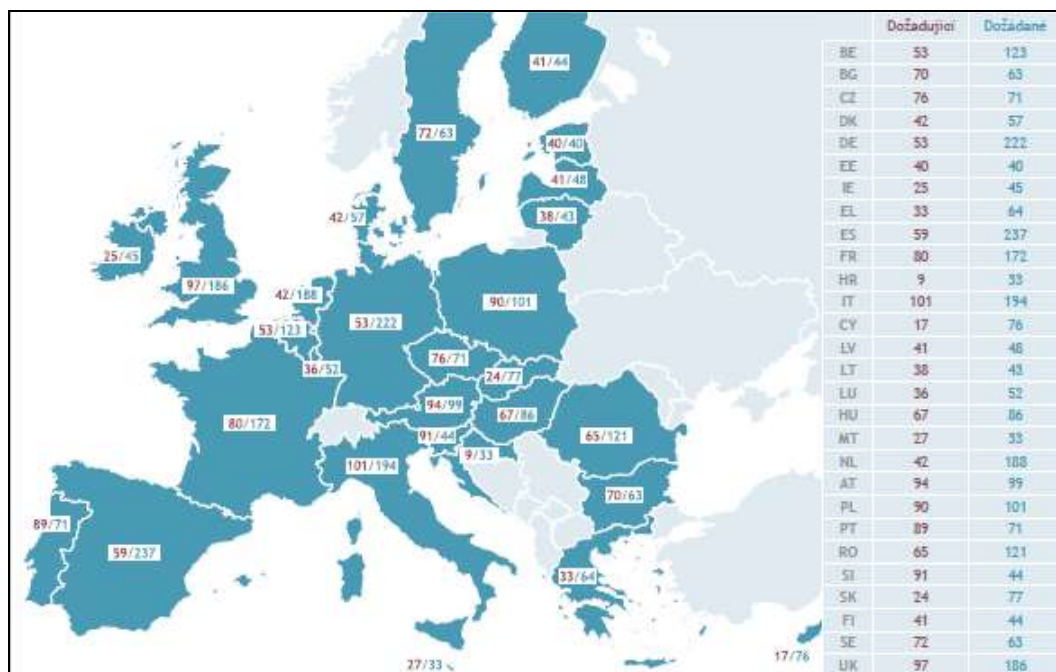 41/44
72/63
40/40
41/48
42/57
38/43
25/45
97/186
42/188
90/101
53/222
53/123
76/71
36/52
24/77
94/99
67/86
80/172
91/44
65/121
9/33
101/194
70/63
89/71
59/237
33/64
27/33
17/76
Dožadující Dožádané
BE 53 123
BG 70 63
CZ 76 71
DK 42 57
DE 53 222
EE 40 40
IE 25 45
EL 33 64
ES 59 237
FR 80 172
HR 9 33
IT 101 194
CY 17 76
LV 41 48
LT 38 43
LU 36 52
HU 67 86
MT 27 33
NL 42 188
AT 94 99
PL 90 101
PT 89 71
RO 65 121
SI 91 44
SK 24 77
FI 41 44
SE 72 63
UK 97 186